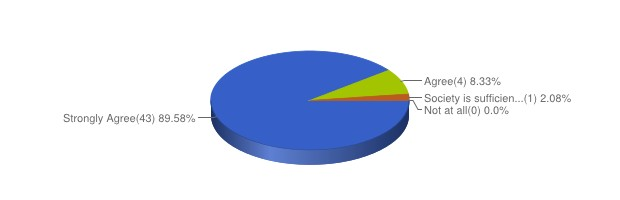 Agree(4) 8.33%
Society is sufficien...(1) 2.08%
Not at all(0) 0.0%
Strongly Agree(43) 89.58%